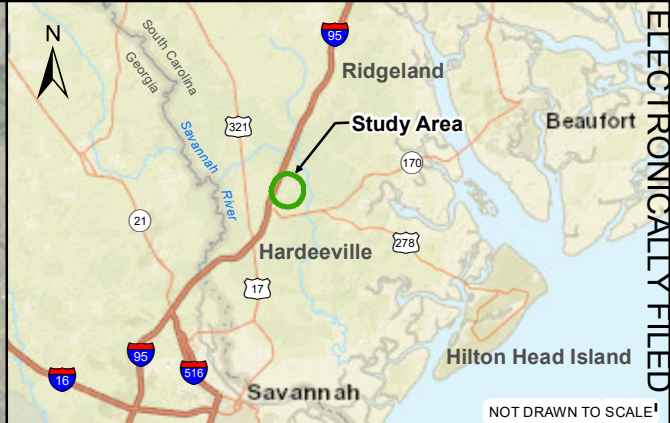 N
South Carolina
Georgia
95
Ridgeland
321
Study Area
Beaufort
170
Savannah
River
21
Hardeeville
278
17
95
16
516
Savannah
Hilton Head Island
NOT DRAWN TO SCALE
ELECTRONICALLY FILED